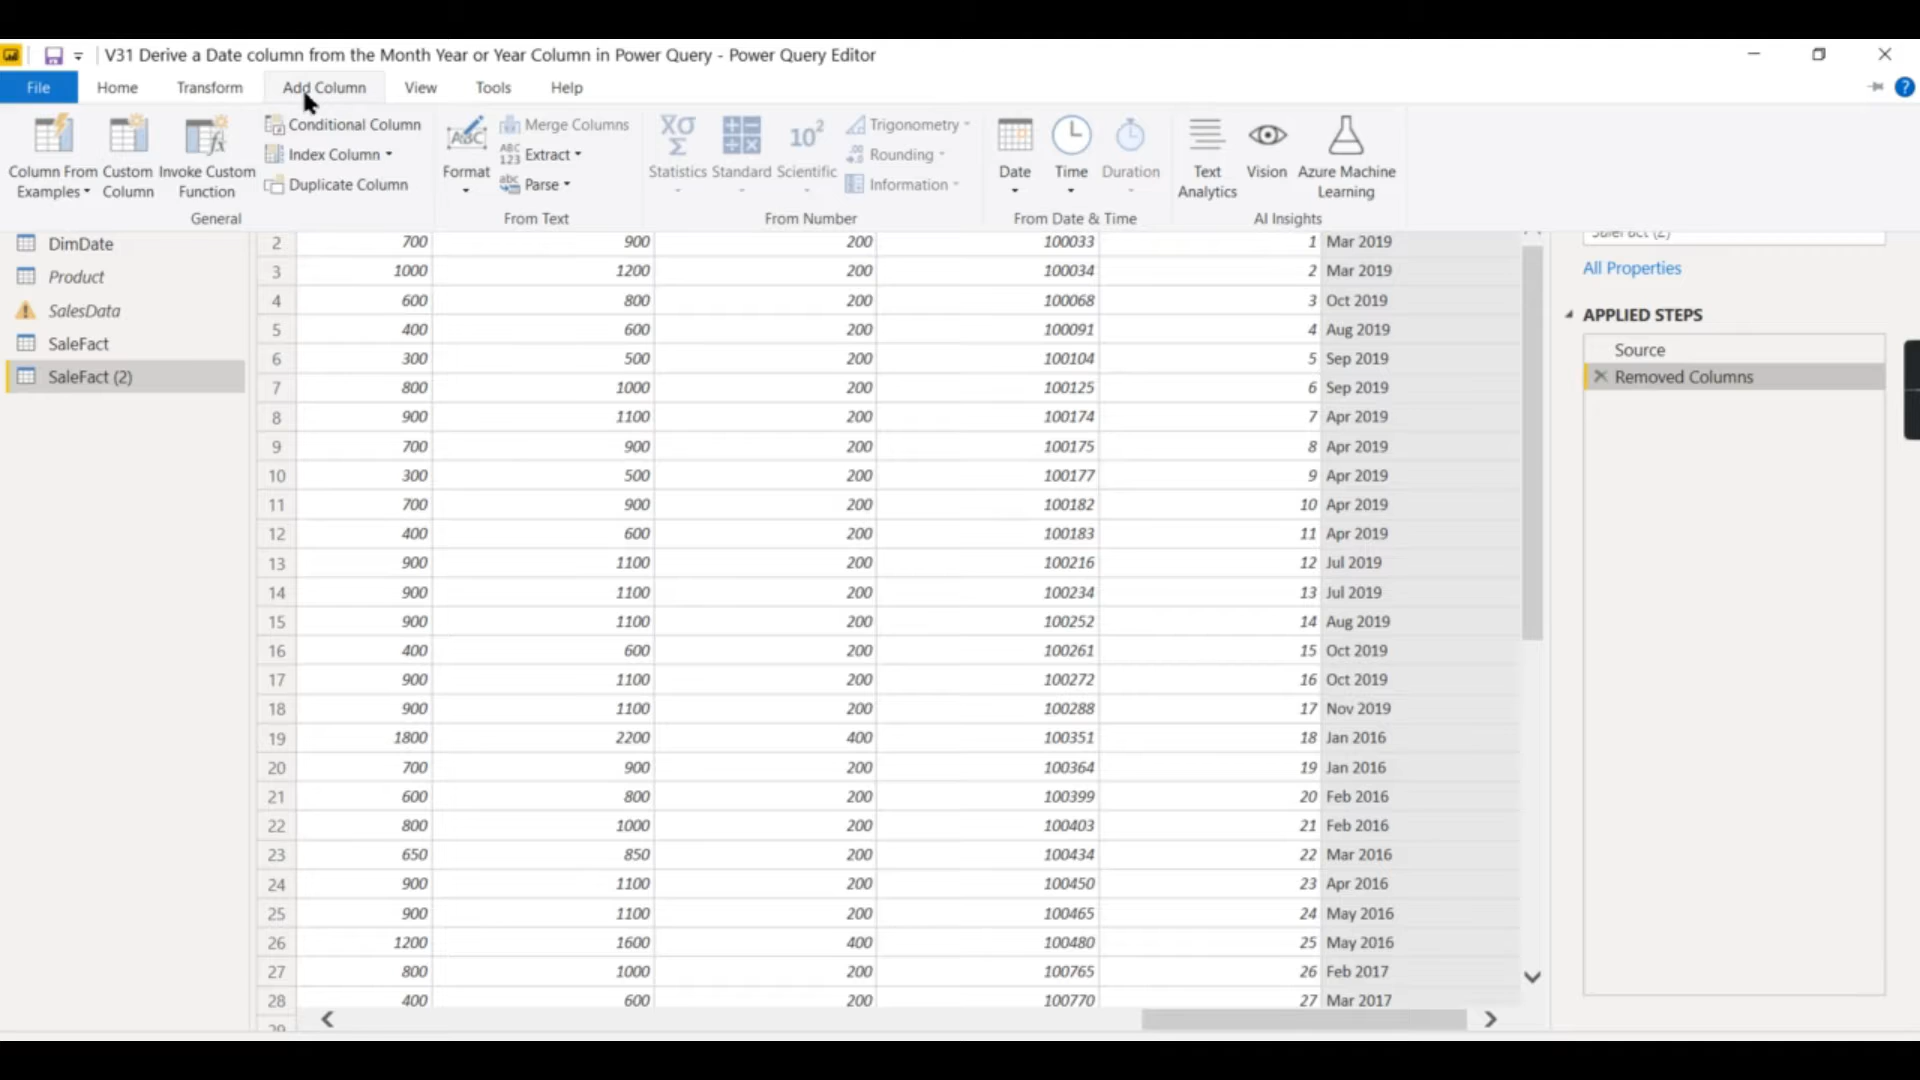 V31 Derive a Date column from the Month Year or Year Column in Power Query - Power Query Editor
File Home Transform Add Column View Tools Help ?
Column From Examples
Custom Column
Invoke Custom Function
Conditional Column
Index Column
Duplicate Column
General
Format
Merge Columns
Extract
Parse
From Text
Statistics
Standard
Scientific
Trigonometry
Rounding
Information
From Number
Date
Time
Duration
From Date & Time
Text Analytics
Vision
Azure Machine Learning
AI Insights
DimDate
Product
SalesData
SaleFact
SaleFact (2)
2 700 900 200 100033 1 Mar 2019
3 1000 1200 200 100034 2 Mar 2019
4 600 800 200 100068 3 Oct 2019
5 400 600 200 100091 4 Aug 2019
6 300 500 200 100104 5 Sep 2019
7 800 1000 200 100125 6 Sep 2019
8 900 1100 200 100174 7 Apr 2019
9 700 900 200 100175 8 Apr 2019
10 300 500 200 100177 9 Apr 2019
11 700 900 200 100182 10 Apr 2019
12 400 600 200 100183 11 Apr 2019
13 900 1100 200 100216 12 Jul 2019
14 900 1100 200 100234 13 Jul 2019
15 900 1100 200 100252 14 Aug 2019
16 400 600 200 100261 15 Oct 2019
17 900 1100 200 100272 16 Oct 2019
18 900 1100 200 100288 17 Nov 2019
19 1800 2200 400 100351 18 Jan 2016
20 700 900 200 100364 19 Jan 2016
21 600 800 200 100399 20 Feb 2016
22 800 1000 200 100403 21 Feb 2016
23 650 850 200 100434 22 Mar 2016
24 900 1100 200 100450 23 Apr 2016
25 900 1100 200 100465 24 May 2016
26 1200 1600 400 100480 25 May 2016
27 800 1000 200 100765 26 Feb 2017
28 400 600 200 100770 27 Mar 2017
29
SaleFact (2)
All Properties
APPLIED STEPS
Source
Removed Columns